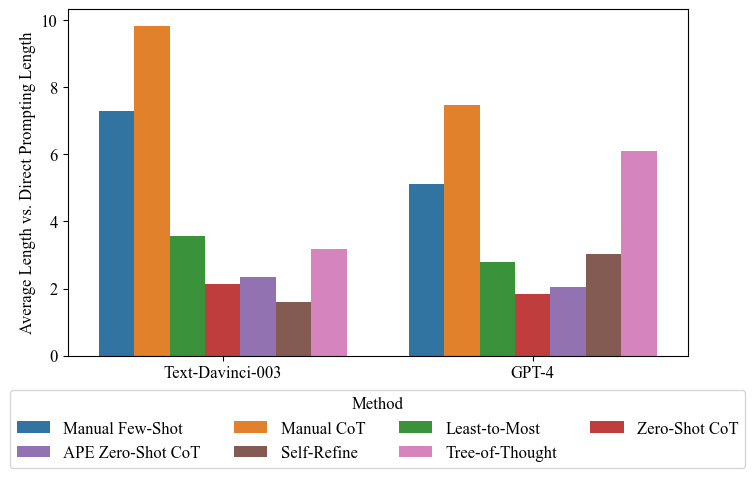 Average Length vs. Direct Prompting Length
10
8
6
4
2
0
Text-Davinci-003 GPT-4
Method
Manual Few-Shot Manual CoT Least-to-Most Zero-Shot CoT
APE Zero-Shot CoT Self-Refine Tree-of-Thought